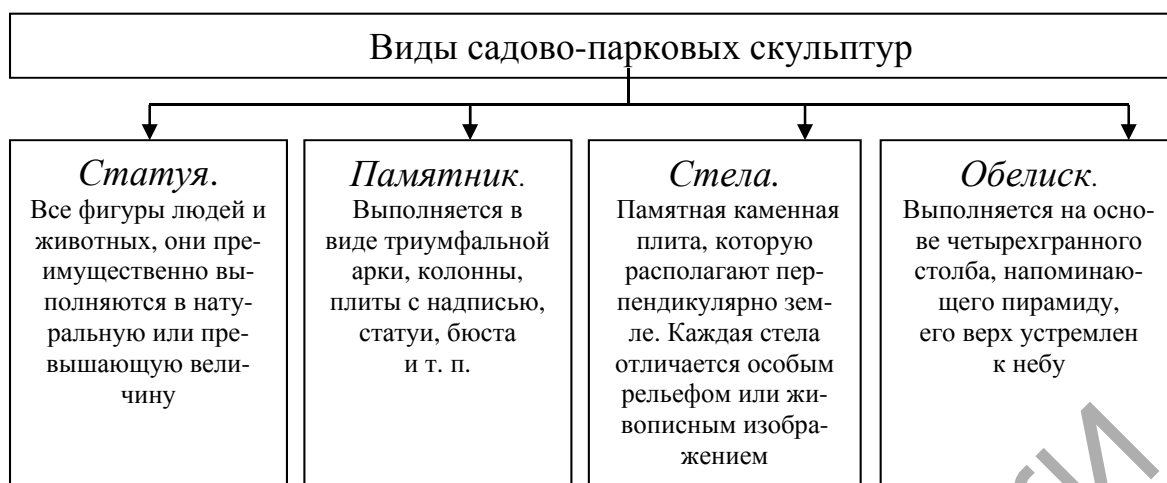 Виды садово-парковых скульптур
Статуя.
Все фигуры людей и
животных, они пре-
имущественно вы-
полняются в нату-
ральную или пре-
вышающую вели-
чину
Памятник.
Выполняется в
виде триумфальной
арки, колонны,
плиты с надписью,
статуи, бюста
и т. п.
Стела.
Памятная каменная
плита, которую
располагают пер-
пендикулярно зем-
ле. Каждая стела
отличается особым
рельефом или жи-
вописным изобра-
жением
Обелиск.
Выполняется на осно-
ве четырехгранного
столба, напоминаю-
щего пирамиду,
его верх устремлен
к небу